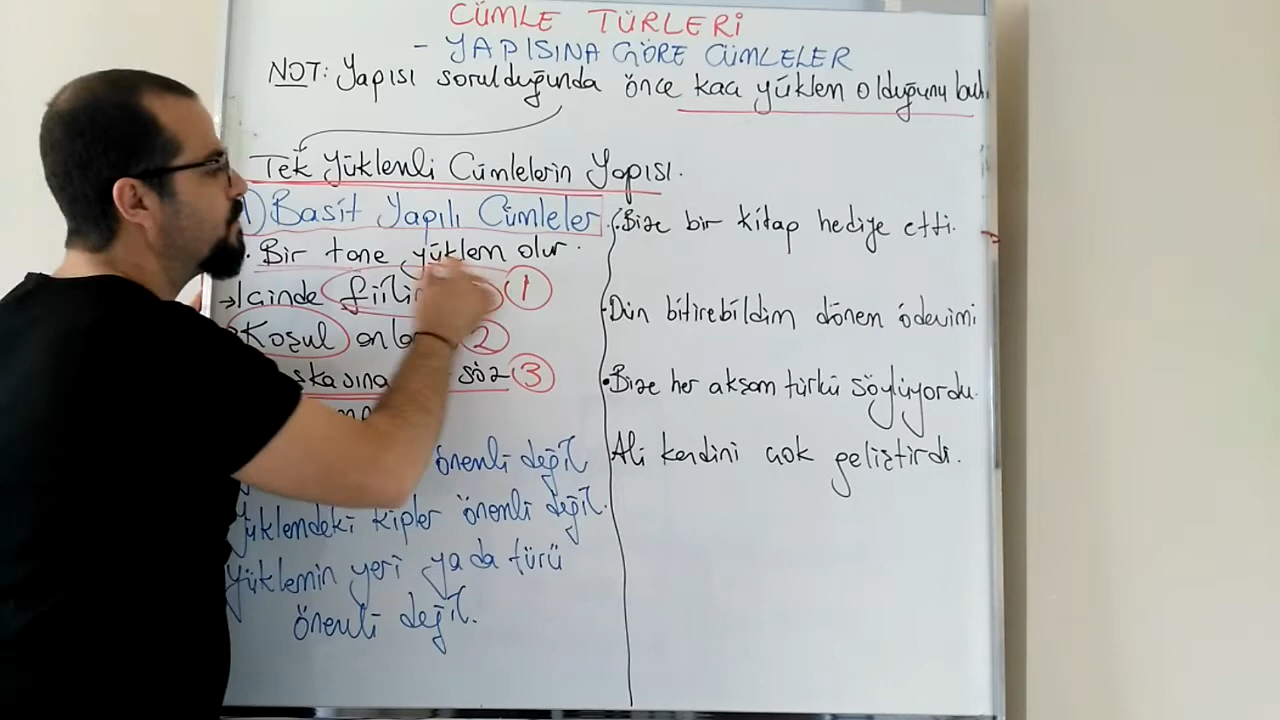 CÜMLE TÜRLERİ
- YAPISINA GÖRE CÜMLELER
NOT: Yapısı sorulduğunda önce kaç yüklem olduğunu bul
Tek Yüklemli Cümlelerin Yapısı.
1) Basit Yapılı Cümleler
. Bir tane yüklem olur.
→ İçinde 1
Koşul 2
söz 3
önemli değil
Yüklemdeki kipler önemli değil.
Yüklemin yeri ya da türü
önemli değil.
. Bize bir kitap hediye etti.
. Dün bitirebildim dönem ödevimi
. Bize her akşam türkü söylüyordu.
Ali kendini çok geliştirdi.